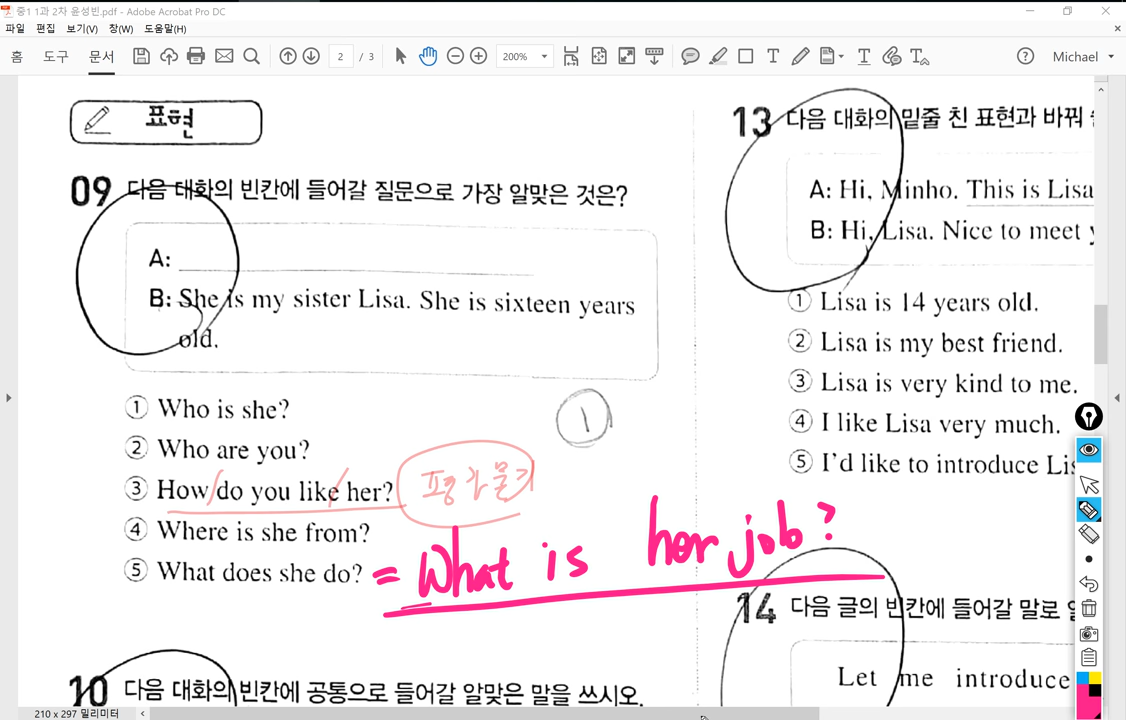 중1 1과 2차 윤성빈.pdf - Adobe Acrobat Pro DC
파일 편집 보기(V) 창(W) 도움말(H)
홈 도구 문서 2 / 3 200% Michael
표현
09 다음 대화의 빈칸에 들어갈 질문으로 가장 알맞은 것은?
A:
B: She is my sister Lisa. She is sixteen years
old.
① Who is she?
1
② Who are you?
③ How do you like her? 평가묻기
④ Where is she from?
⑤ What does she do? = What is her job?
10 다음 대화의 빈칸에 공통으로 들어갈 알맞은 말을 쓰시오.
13 다음 대화의 밑줄 친 표현과 바꿔
A: Hi, Minho. This is Lisa
B: Hi, Lisa. Nice to meet
① Lisa is 14 years old.
② Lisa is my best friend.
③ Lisa is very kind to me.
④ I like Lisa very much.
⑤ I'd like to introduce Lis
14 다음 글의 빈칸에 들어갈 말로
Let me introduce
210 x 297 밀리미터